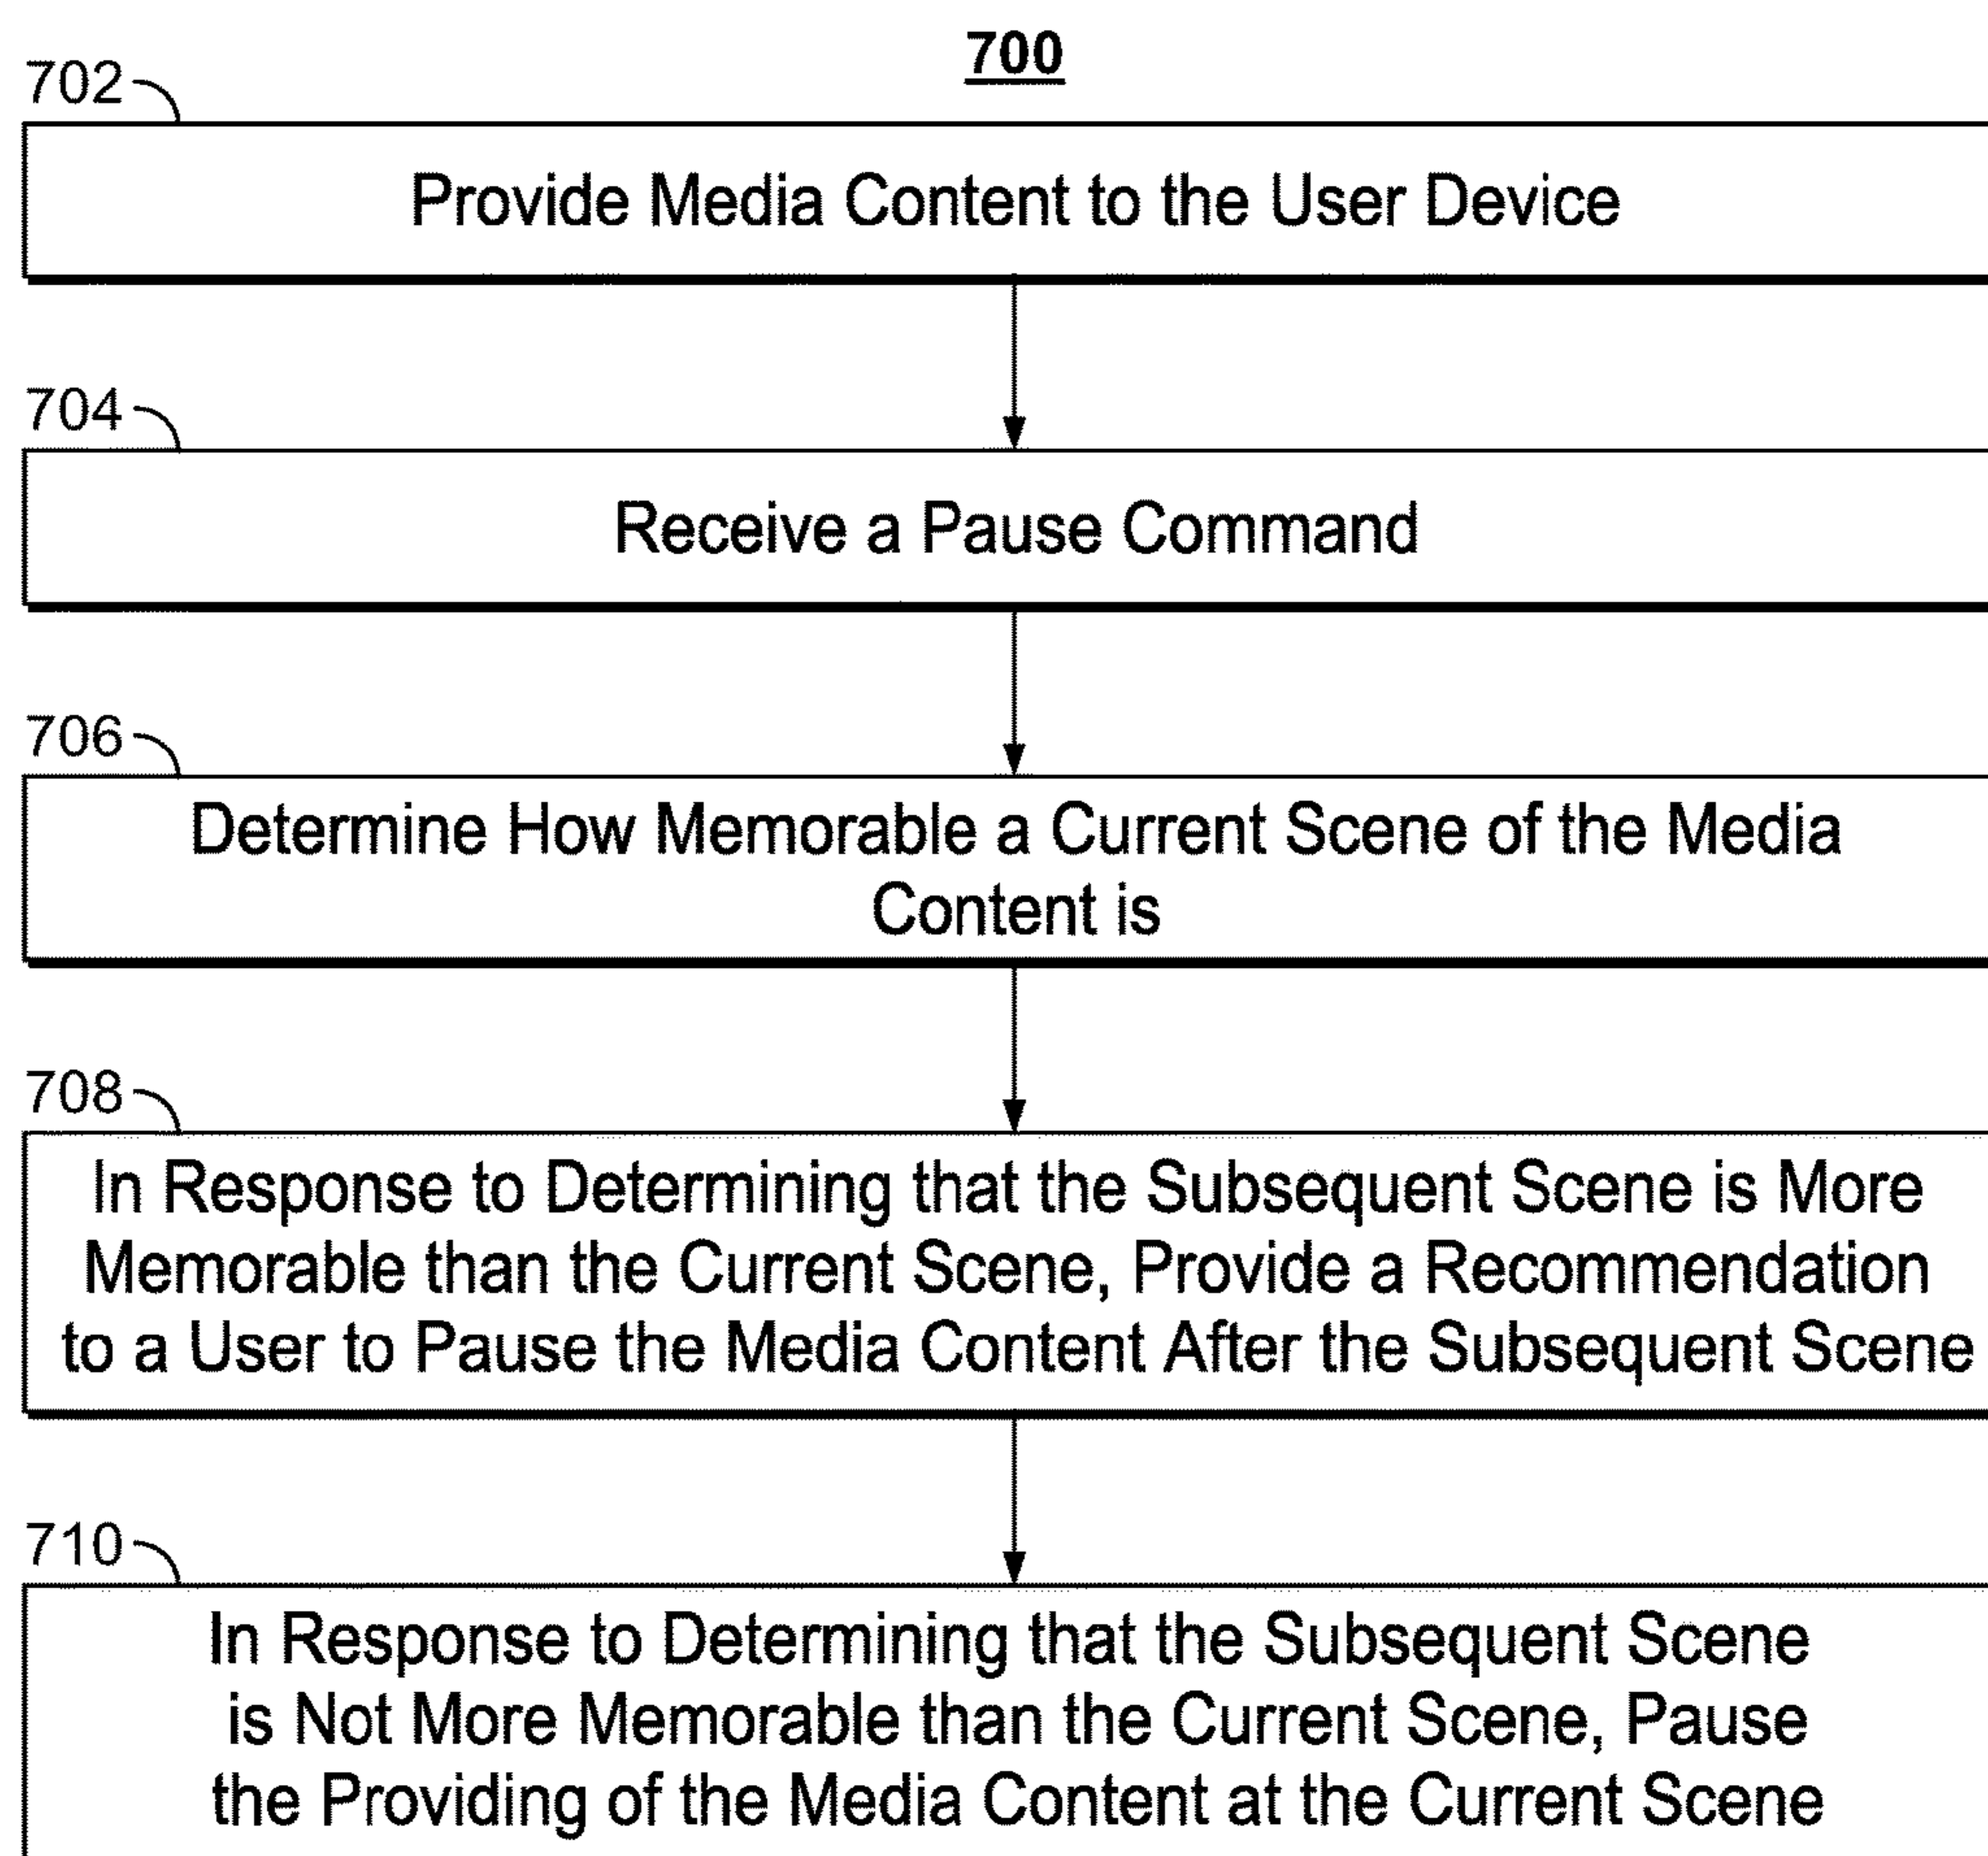 700
702
Provide Media Content to the User Device
704
Receive a Pause Command
706
Determine How Memorable a Current Scene of the Media
Content is
708
In Response to Determining that the Subsequent Scene is More
Memorable than the Current Scene, Provide a Recommendation
to a User to Pause the Media Content After the Subsequent Scene
710
In Response to Determining that the Subsequent Scene
is Not More Memorable than the Current Scene, Pause
the Providing of the Media Content at the Current Scene